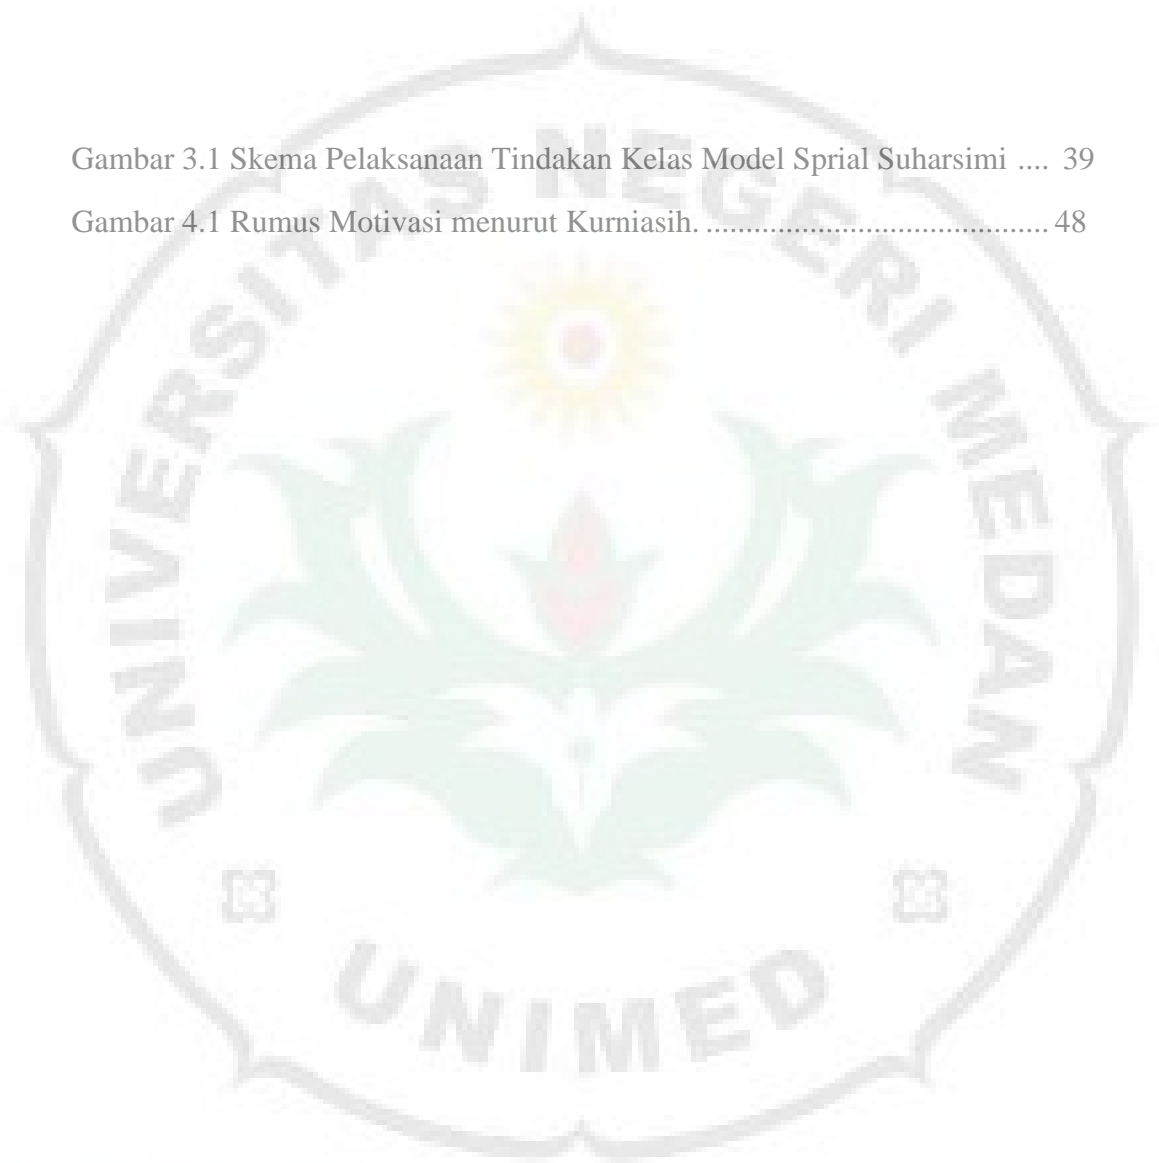 Gambar 3.1 Skema Pelaksanaan Tindakan Kelas Model Sprial Suharsimi .... 39
Gambar 4.1 Rumus Motivasi menurut Kurniasih. ........................................... 48
UNIVERSITAS NEGERI MEDAN
UNIMED